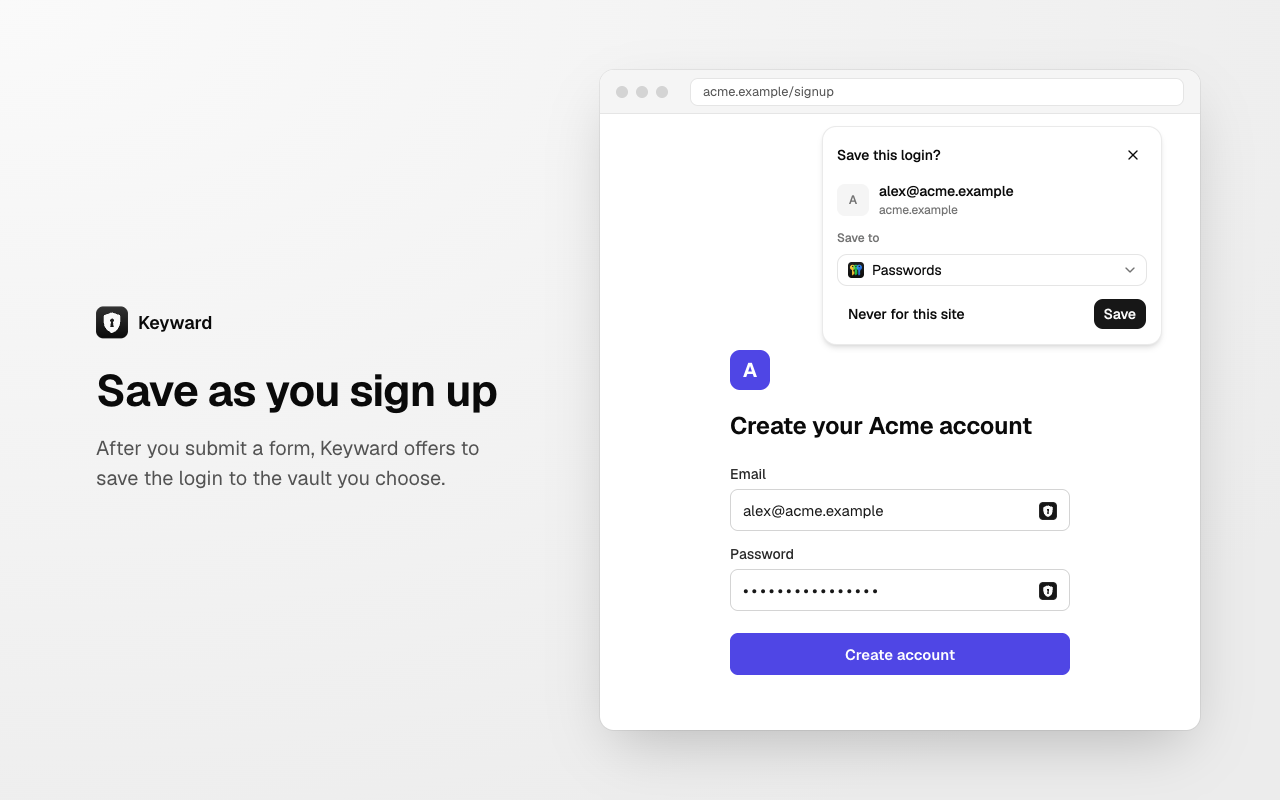 Keyward
Save as you sign up
After you submit a form, Keyward offers to
save the login to the vault you choose.
acme.example/signup
Save this login?
A
alex@acme.example
acme.example
Save to
Passwords
Never for this site
Save
A
Create your Acme account
Email
alex@acme.example
Password
••••••••••••••••
Create account